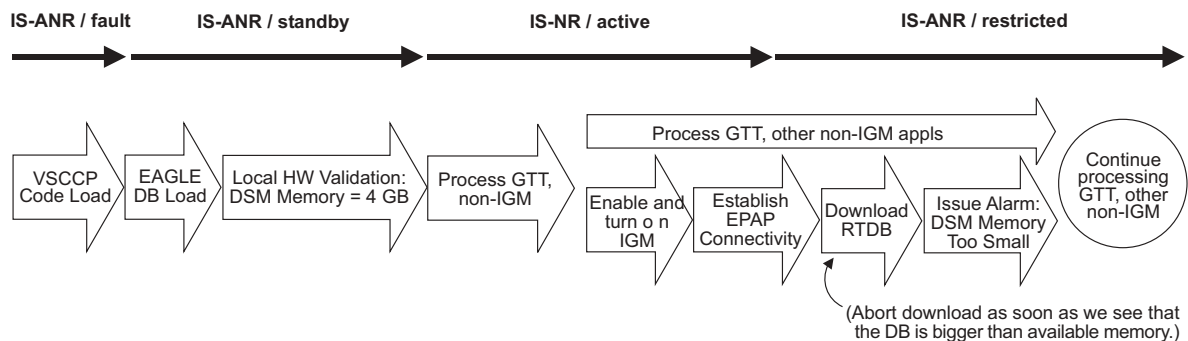 IS-ANR / fault
IS-ANR / standby
IS-NR / active
IS-ANR / restricted
Process GTT, other non-IGM appls
VSCCP
Code Load
EAGLE
DB Load
Local HW Validation:
DSM Memory = 4 GB
Process GTT,
non-IGM
Enable and
turn o n
IGM
Establish
EPAP
Connectivity
Download
RTDB
Issue Alarm:
DSM Memory
Too Small
Continue
processing
GTT, other
non-IGM
(Abort download as soon as we see that
the DB is bigger than available memory.)